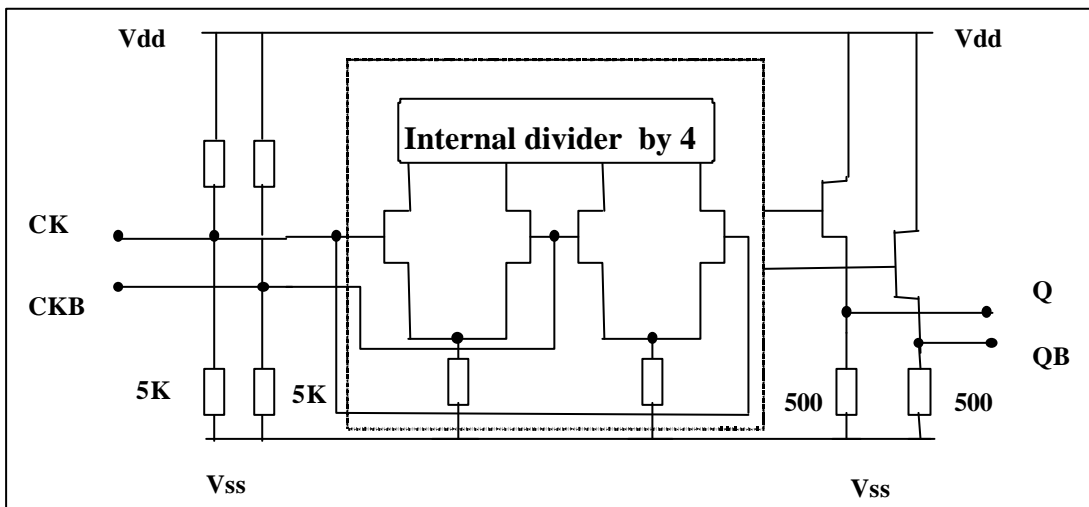 Vdd
Vdd
Internal divider by 4
CK
CKB
Q
QB
5K
5K
500
500
Vss
Vss